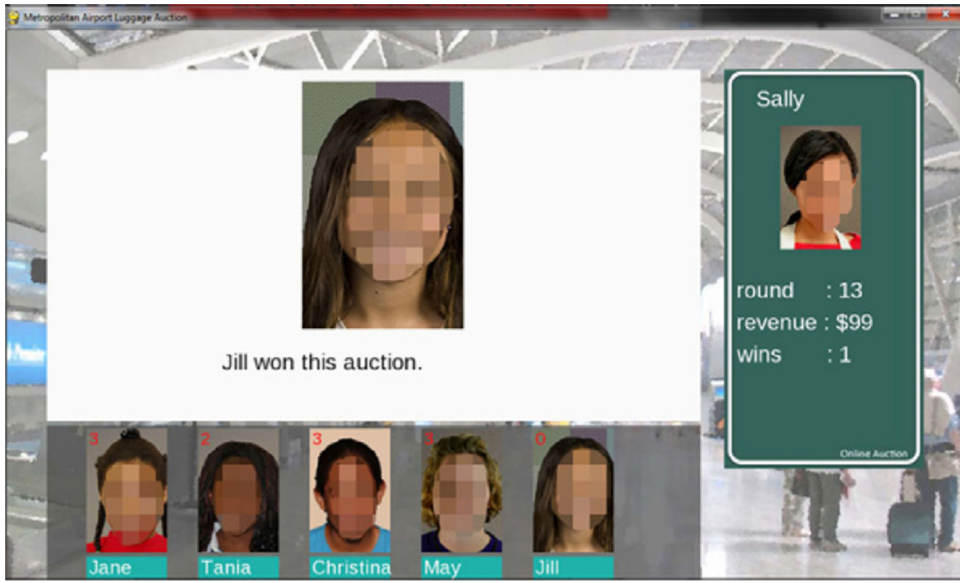 Metropolitan Airport Luggage Auction
Sally
round : 13
revenue : $99
wins : 1
Jill won this auction.
Online Auction
3 2 3 3 0
Jane Tania Christina May Jill